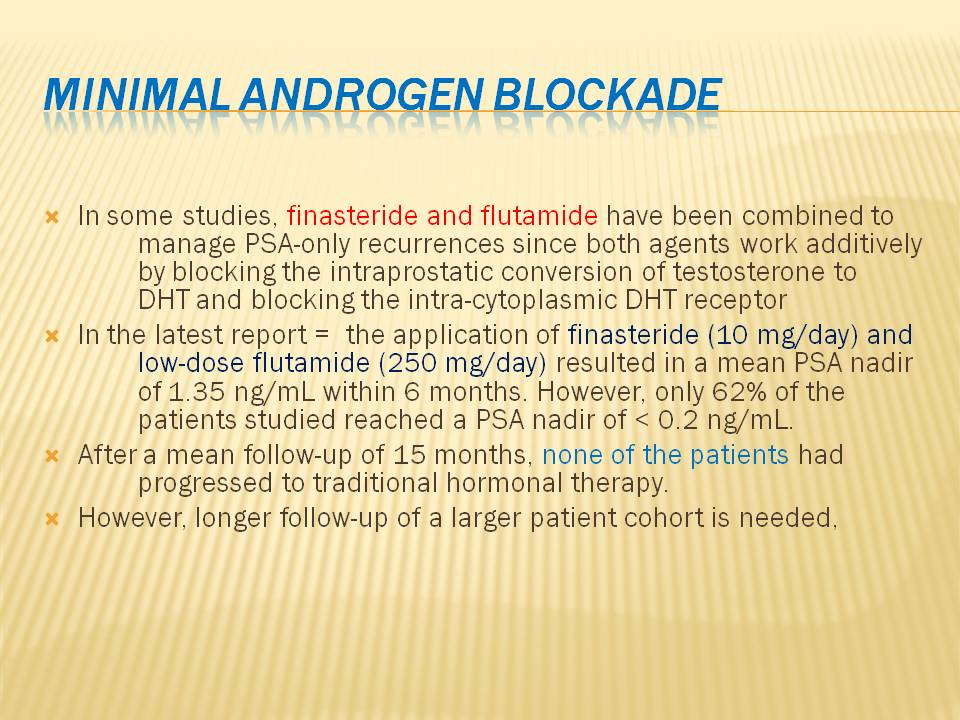 MINIMAL ANDROGEN BLOCKADE
In some studies, finasteride and flutamide have been combined to
manage PSA-only recurrences since both agents work additively
by blocking the intraprostatic conversion of testosterone to
DHT and blocking the intra-cytoplasmic DHT receptor
In the latest report = the application of finasteride (10 mg/day) and
low-dose flutamide (250 mg/day) resulted in a mean PSA nadir
of 1.35 ng/mL within 6 months. However, only 62% of the
patients studied reached a PSA nadir of < 0.2 ng/mL.
After a mean follow-up of 15 months, none of the patients had
progressed to traditional hormonal therapy.
However, longer follow-up of a larger patient cohort is needed,